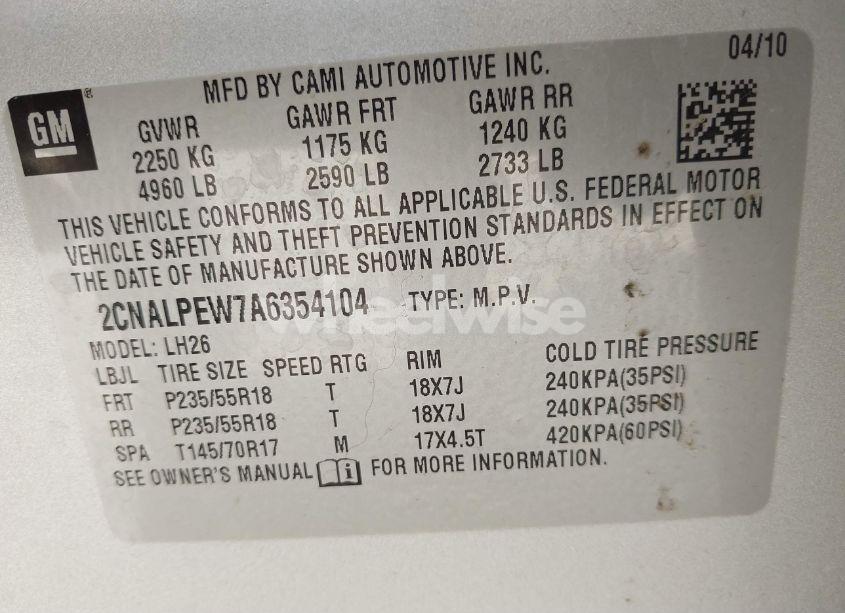 04/10
MFD BY CAMI AUTOMOTIVE INC.
GM®
GVWR GAWR FRT GAWR RR
2250 KG 1175 KG 1240 KG
4960 LB 2590 LB 2733 LB
THIS VEHICLE CONFORMS TO ALL APPLICABLE U.S. FEDERAL MOTOR
VEHICLE SAFETY AND THEFT PREVENTION STANDARDS IN EFFECT ON
THE DATE OF MANUFACTURE SHOWN ABOVE.
2CNALPEW7A6354104 TYPE: M.P.V.
wheelwise
MODEL: LH26
LBJL TIRE SIZE SPEED RTG RIM COLD TIRE PRESSURE
FRT P235/55R18 T 18X7J 240KPA(35PSI)
RR P235/55R18 T 18X7J 240KPA(35PSI)
SPA T145/70R17 M 17X4.5T 420KPA(60PSI)
SEE OWNER'S MANUAL i FOR MORE INFORMATION.